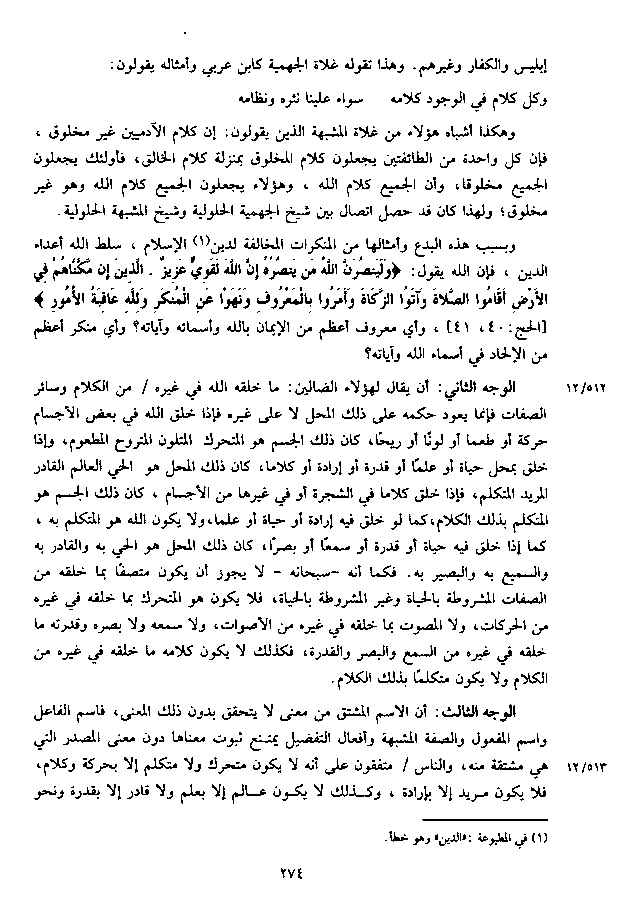 إبليس والكفار وغيرهم. وهذا تقوله غلاة الجهمية كابن عربي وأمثاله يقولون:
وكل كلام في الوجود كلامه سواء علينا نثره ونظامه
وهكذا أشباه هؤلاء من غلاة المشبهة الذين يقولون: إن كلام الآدميين غير مخلوق ،
فإن كل واحدة من الطائفتين يجعلون كلام المخلوق بمنزلة كلام الخالق، فأولئك يجعلون
الجميع مخلوقا، وأن الجميع كلام الله ، وهؤلاء يجعلون الجميع كلام الله وهو غير
مخلوق؛ ولهذا كان قد حصل اتصال بين شيخ الجهمية الحلولية وشيخ المشبهة الحلولية.
وبسبب هذه البدع وأمثالها من المنكرات المخالفة لدين(١) الإسلام ، سلط الله أعداء
الدين ، فإن الله يقول: ﴿وَلَيَنصُرَنَّ اللَّهُ مَن يَنصُرُهُ إِنَّ اللَّهَ لَقَوِيٌّ عَزِيزٌ . الَّذِينَ إِن مَّكَّنَّاهُمْ فِي
الأَرْضِ أَقَامُوا الصَّلاةَ وَآتَوُا الزَّكَاةَ وَأَمَرُوا بِالْمَعْرُوفِ وَنَهَوْا عَنِ الْمُنكَرِ وَلِلَّهِ عَاقِبَةُ الأُمُورِ ﴾
[الحج: ٤٠، ٤١] ، وأي معروف أعظم من الإيمان بالله وأسمائه وآياته؟ وأي منكر أعظم
من الإلحاد في أسماء الله وآياته؟
١٢/٥١٢ الوجه الثاني: أن يقال لهؤلاء الضالين: ما خلقه الله في غيره / من الكلام وسائر
الصفات فإنما يعود حكمه على ذلك المحل لا على غيره فإذا خلق الله في بعض الأجسام
حركة أو طعما أو لونًا أو ريحًا، كان ذلك الجسم هو المتحرك المتلون المتروح المطعوم، وإذا
خلق بمحل حياة أو علمًا أو قدرة أو إرادة أو كلاما، كان ذلك المحل هو الحي العالم القادر
المريد المتكلم، فإذا خلق كلاما في الشجرة أو في غيرها من الأجسام ، كان ذلك الجسم هو
المتكلم بذلك الكلام،كما لو خلق فيه إرادة أو حياة أو علما،ولا يكون الله هو المتكلم به ،
كما إذا خلق فيه حياة أو قدرة أو سمعًا أو بصرًا، كان ذلك المحل هو الحي به والقادر به
والسميع به والبصير به. فكما أنه –سبحانه – لا يجوز أن يكون متصفًا بما خلقه من
الصفات المشروطة بالحياة وغير المشروطة بالحياة، فلا يكون هو المتحرك بما خلقه في غيره
من الحركات، ولا المصوت بما خلقه في غيره من الأصوات، ولا سمعه ولا بصره وقدرته ما
خلقه في غيره من السمع والبصر والقدرة، فكذلك لا يكون كلامه ما خلقه في غيره من
الكلام ولا يكون متكلمًا بذلك الكلام.
الوجه الثالث: أن الاسم المشتق من معنى لا يتحقق بدون ذلك المعنى، فاسم الفاعل
واسم المفعول والصفة المشبهة وأفعال التفضيل يمتنع ثبوت معناها دون معنى المصدر التي
١٢/٥١٣ هي مشتقة منه، والناس / متفقون على أنه لا يكون متحرك ولا متكلم إلا بحركة وكلام،
فلا يكون مريد إلا بإرادة ، وكذلك لا يكون عالم إلا بعلم ولا قادر إلا بقدرة ونحو
(١) في المطبوعة :«الدين» وهو خطأ.
٢٧٤